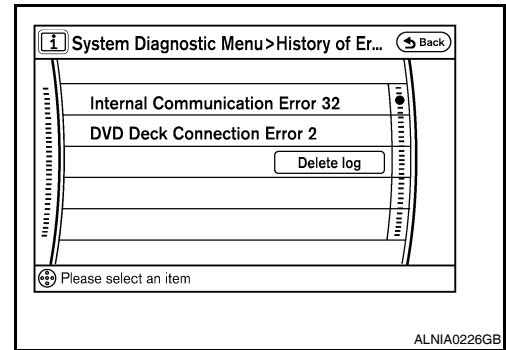 i System Diagnostic Menu>History of Er... Back
Internal Communication Error 32
DVD Deck Connection Error 2
Delete log
Please select an item
ALNIA0226GB